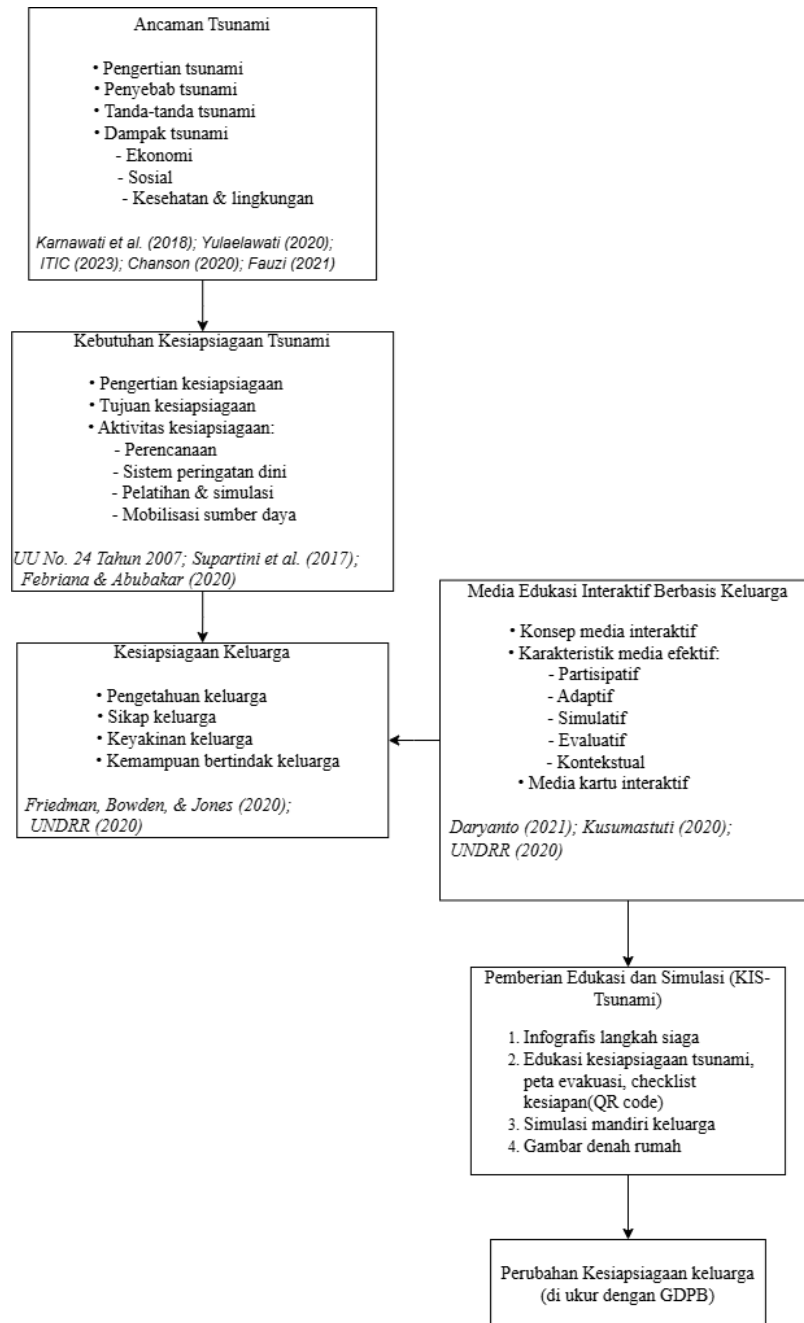 Ancaman Tsunami
• Pengertian tsunami
• Penyebab tsunami
• Tanda-tanda tsunami
• Dampak tsunami
- Ekonomi
- Sosial
- Kesehatan & lingkungan
Karnawati et al. (2018); Yulaelawati (2020);
ITIC (2023); Chanson (2020); Fauzi (2021)
Kebutuhan Kesiapsiagaan Tsunami
• Pengertian kesiapsiagaan
• Tujuan kesiapsiagaan
• Aktivitas kesiapsiagaan:
- Perencanaan
- Sistem peringatan dini
- Pelatihan & simulasi
- Mobilisasi sumber daya
UU No. 24 Tahun 2007; Supartini et al. (2017);
Febriana & Abubakar (2020)
Kesiapsiagaan Keluarga
• Pengetahuan keluarga
• Sikap keluarga
• Keyakinan keluarga
• Kemampuan bertindak keluarga
Friedman, Bowden, & Jones (2020);
UNDRR (2020)
Media Edukasi Interaktif Berbasis Keluarga
• Konsep media interaktif
• Karakteristik media efektif:
- Partisipatif
- Adaptif
- Simulatif
- Evaluatif
- Kontekstual
• Media kartu interaktif
Daryanto (2021); Kusumastuti (2020);
UNDRR (2020)
Pemberian Edukasi dan Simulasi (KIS-
Tsunami)
1. Infografis langkah siaga
2. Edukasi kesiapsiagaan tsunami,
peta evakuasi, checklist
kesiapan(QR code)
3. Simulasi mandiri keluarga
4. Gambar denah rumah
Perubahan Kesiapsiagaan keluarga
(di ukur dengan GDPB)